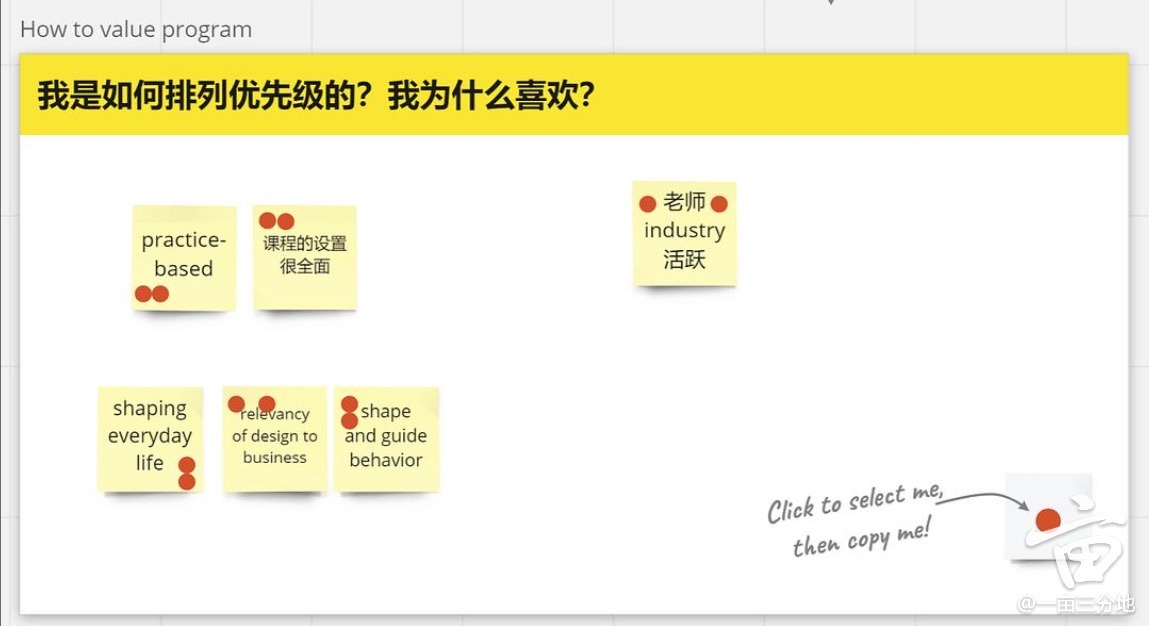 How to value program
我是如何排列优先级的？我为什么喜欢？
practice-
based
课程的设置
很全面
老师
industry
活跃
shaping
everyday
life
relevancy
of design to
business
shape
and guide
behavior
Click to select me,
then copy me!
亩
@一亩三分地